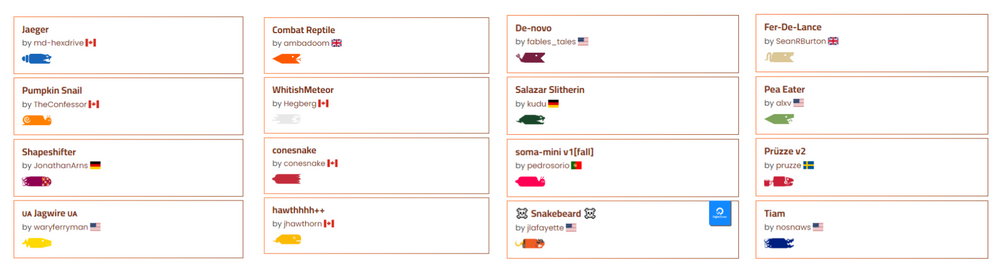 Jaeger
by md-hexdrive
Pumpkin Snail
by TheConfessor
Shapeshifter
by JonathanArns
ᴜᴀ Jagwire ᴜᴀ
by waryferryman
Combat Reptile
by ambadoom
WhitishMeteor
by Hegberg
conesnake
by conesnake
hawthhhh++
by jhawthorn
De-novo
by fables_tales
Salazar Slitherin
by kudu
soma-mini v1[fall]
by pedrosorio
Snakebeard
by jlafayette
Fer-De-Lance
by SeanRBurton
Pea Eater
by alxv
Prüzze v2
by pruzze
Tiam
by nosnaws